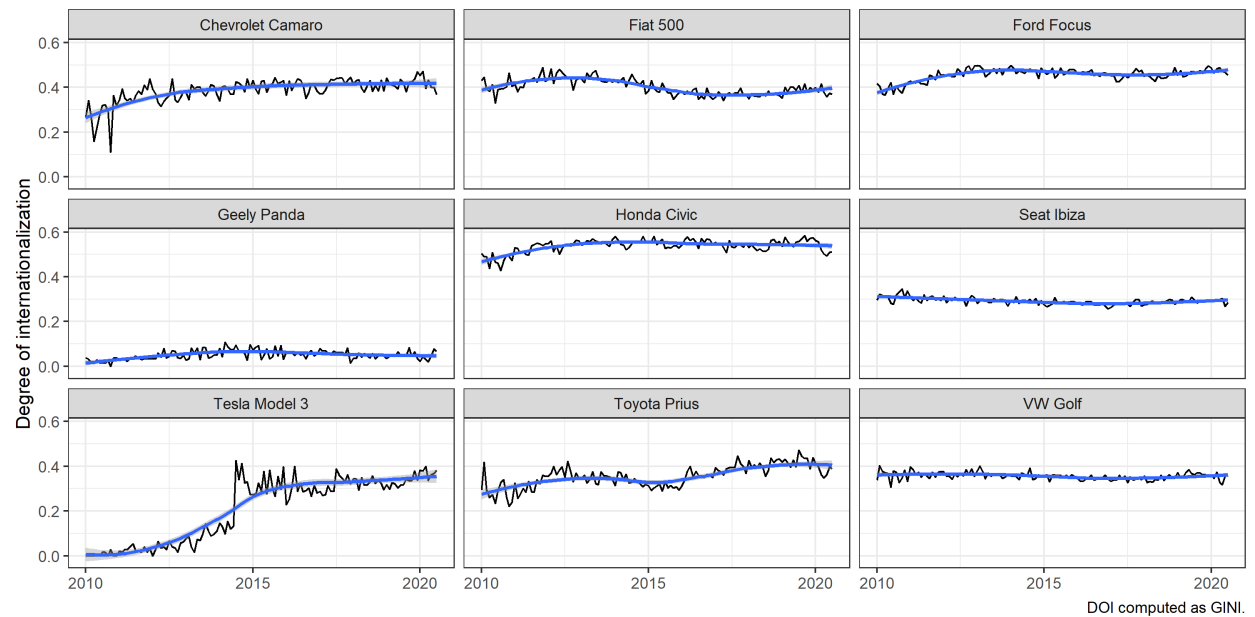 Chevrolet Camaro Fiat 500 Ford Focus
0.6
0.4
0.2
0.0
Geely Panda Honda Civic Seat Ibiza
0.6
0.4
0.2
0.0
Degree of internationalization
Tesla Model 3 Toyota Prius VW Golf
0.6
0.4
0.2
0.0
2010 2015 2020 2010 2015 2020 2010 2015 2020
DOI computed as GINI.